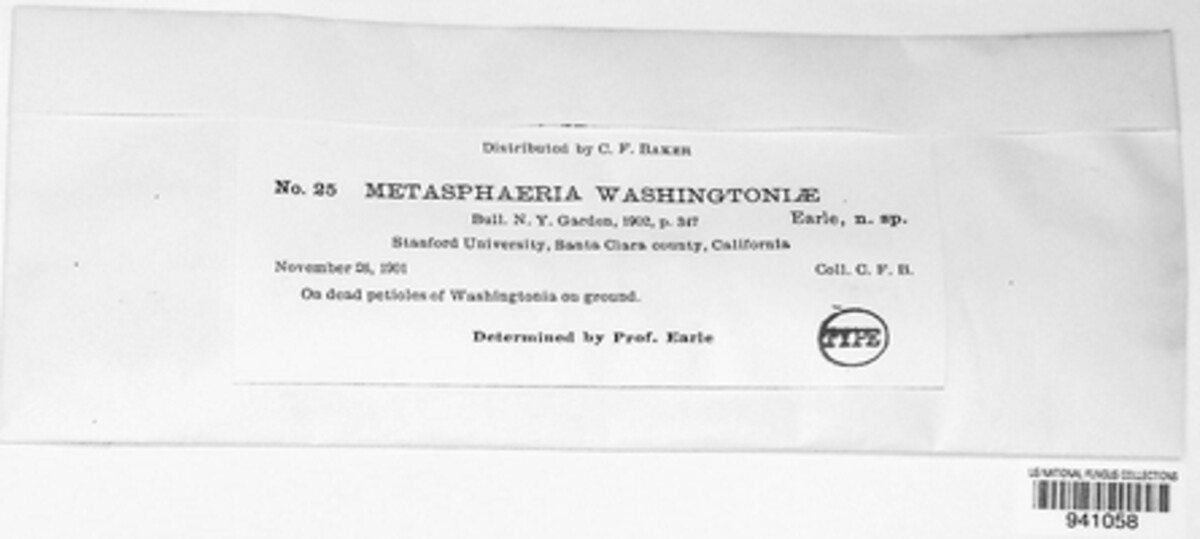 Distributed by C. F. BAKER
No. 25 METASPHAERIA WASHINGTONIÆ
Bull. N. Y. Garden, 1902, p. 347 Earle, n. sp.
Stanford University, Santa Clara county, California
November 28, 1901 Coll. C. F. B.
On dead petioles of Washingtonia on ground.
Determined by Prof. Earle
TYPE
US NATIONAL FUNGUS COLLECTIONS
941058